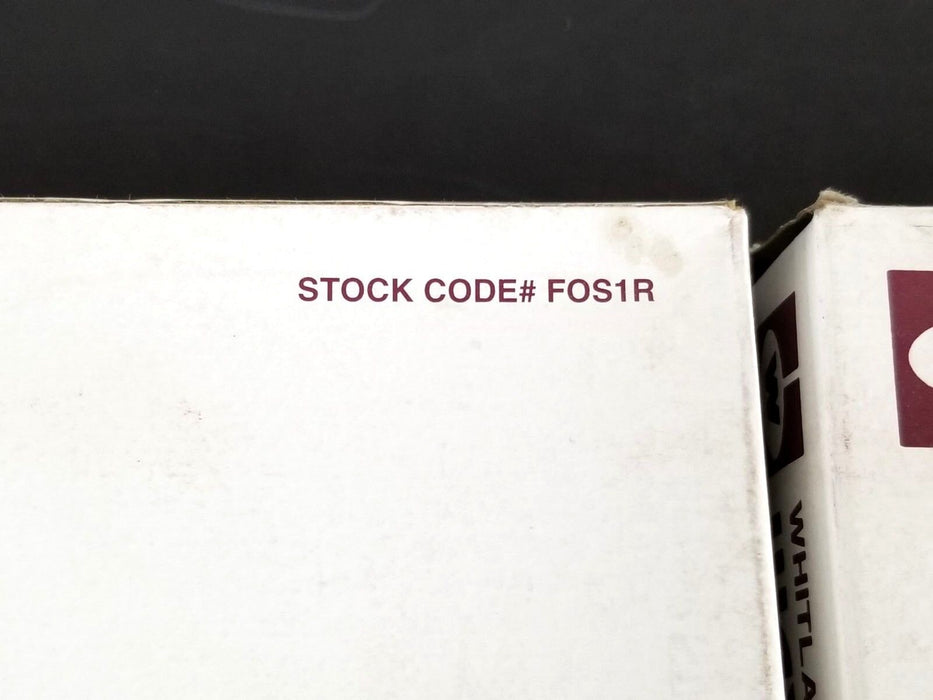 STOCK CODE# FOS1R
W
WHITLA